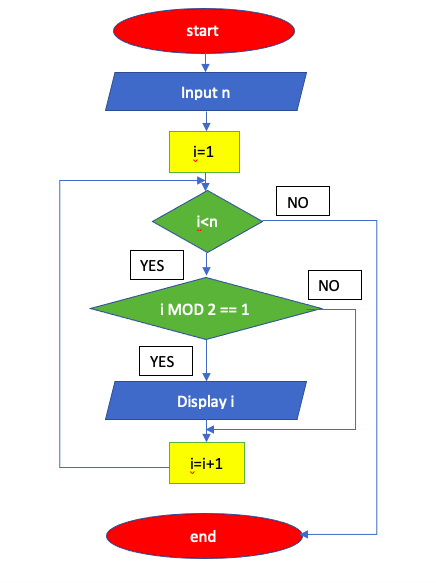 start
Input n
i=1
i<n
NO
YES
i MOD 2 == 1
NO
YES
Display i
i=i+1
end